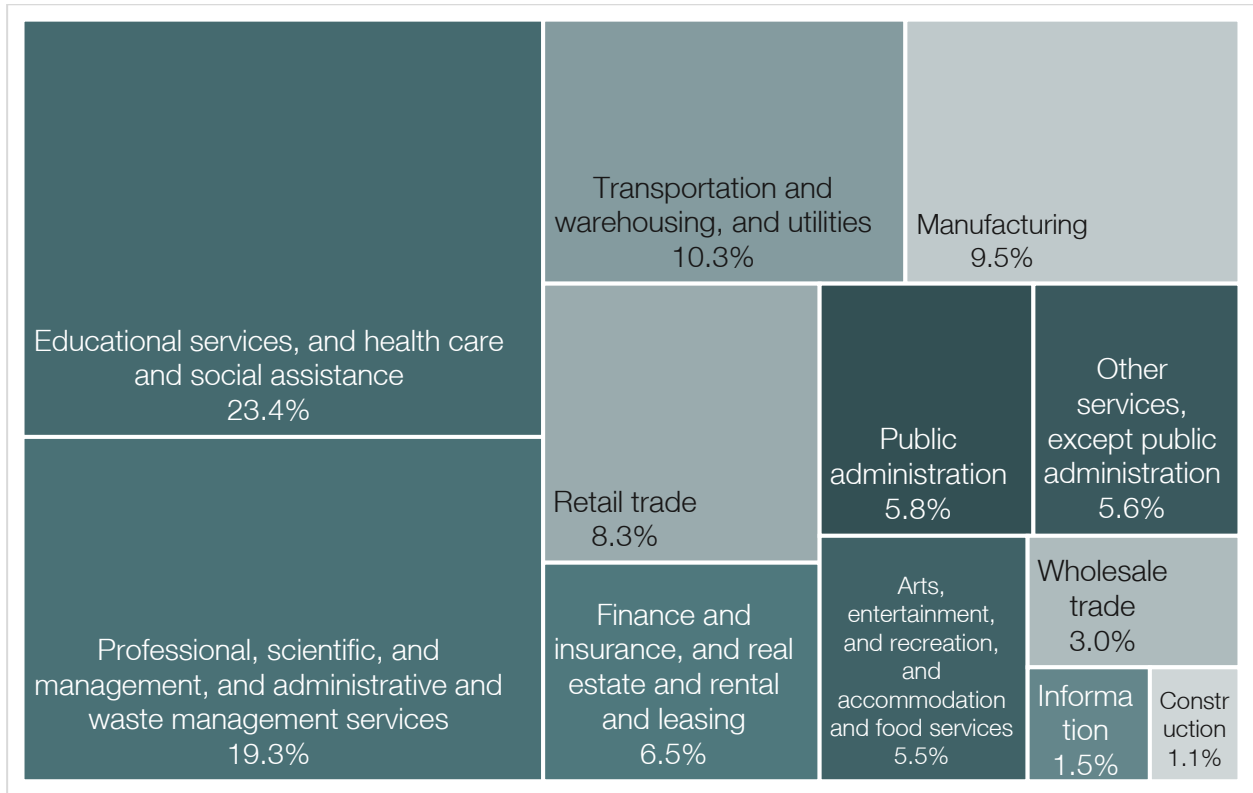 Educational services, and health care
and social assistance
23.4%
Professional, scientific, and
management, and administrative and
waste management services
19.3%
Transportation and
warehousing, and utilities
10.3%
Manufacturing
9.5%
Retail trade
8.3%
Finance and
insurance, and real
estate and rental
and leasing
6.5%
Public
administration
5.8%
Other
services,
except public
administration
5.6%
Arts,
entertainment,
and recreation,
and
accommodation
and food services
5.5%
Wholesale
trade
3.0%
Informa
tion
1.5%
Constr
uction
1.1%